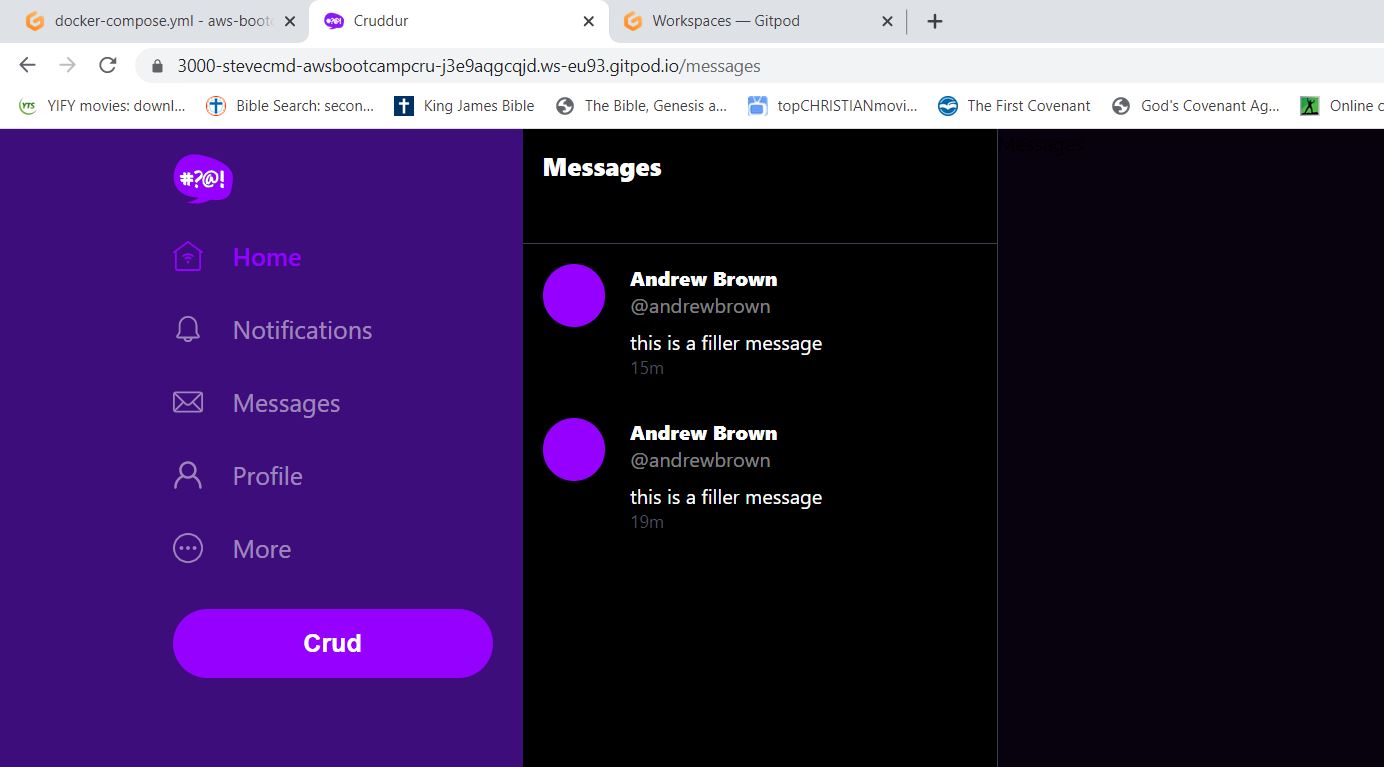 docker-compose.yml - aws-boot
Cruddur
Workspaces — Gitpod
3000-stevecmd-awsbootcampcru-j3e9aqgcqjd.ws-eu93.gitpod.io/messages
YTS
YIFY movies: downl...
Bible Search: secon...
King James Bible
The Bible, Genesis a...
topCHRISTIANmovi...
The First Covenant
God's Covenant Ag...
Online c
#?@!
Home
Notifications
Messages
Profile
More
Crud
Messages
Andrew Brown
@andrewbrown
this is a filler message
15m
Andrew Brown
@andrewbrown
this is a filler message
19m
Messages